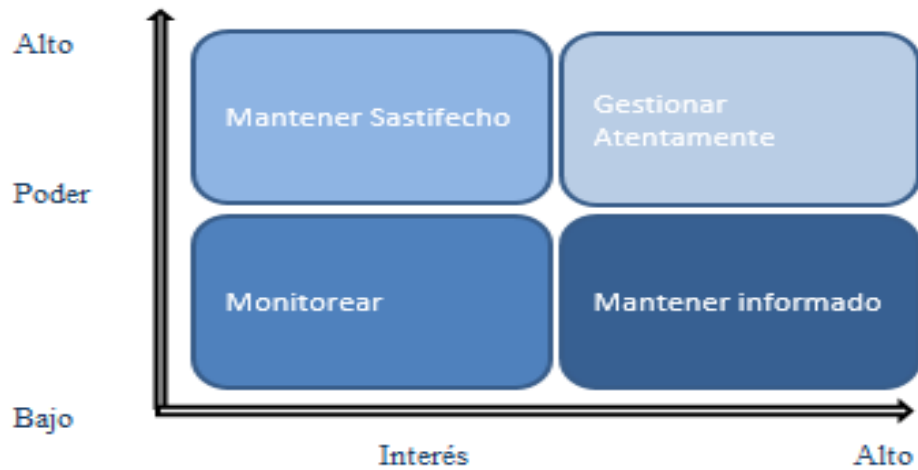 Alto
Mantener Sastifecho
Gestionar
Atentamente
Poder
Monitorear
Mantener informado
Bajo
Interés
Alto